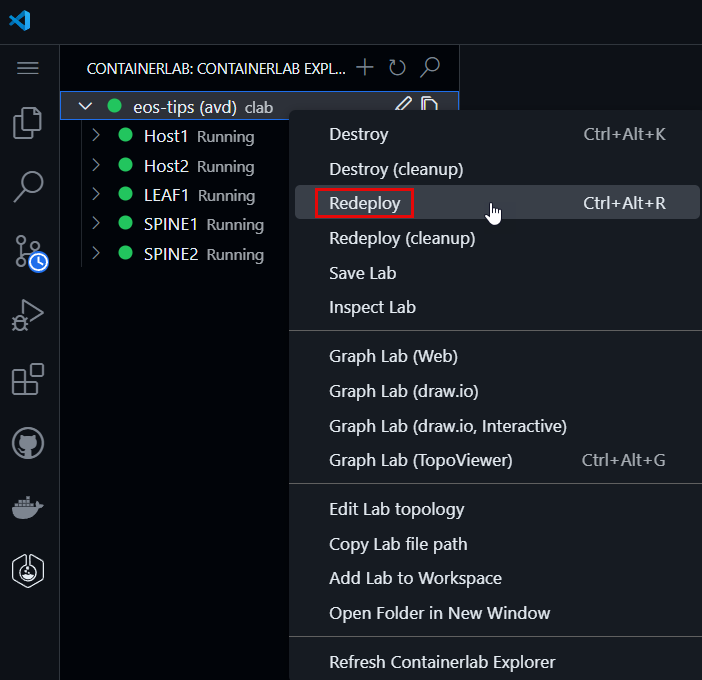 CONTAINERLAB: CONTAINERLAB EXPL...
eos-tips (avd) clab
Host1 Running
Host2 Running
LEAF1 Running
SPINE1 Running
SPINE2 Running
Destroy Ctrl+Alt+K
Destroy (cleanup)
Redeploy Ctrl+Alt+R
Redeploy (cleanup)
Save Lab
Inspect Lab
Graph Lab (Web)
Graph Lab (draw.io)
Graph Lab (draw.io, Interactive)
Graph Lab (TopoViewer) Ctrl+Alt+G
Edit Lab topology
Copy Lab file path
Add Lab to Workspace
Open Folder in New Window
Refresh Containerlab Explorer